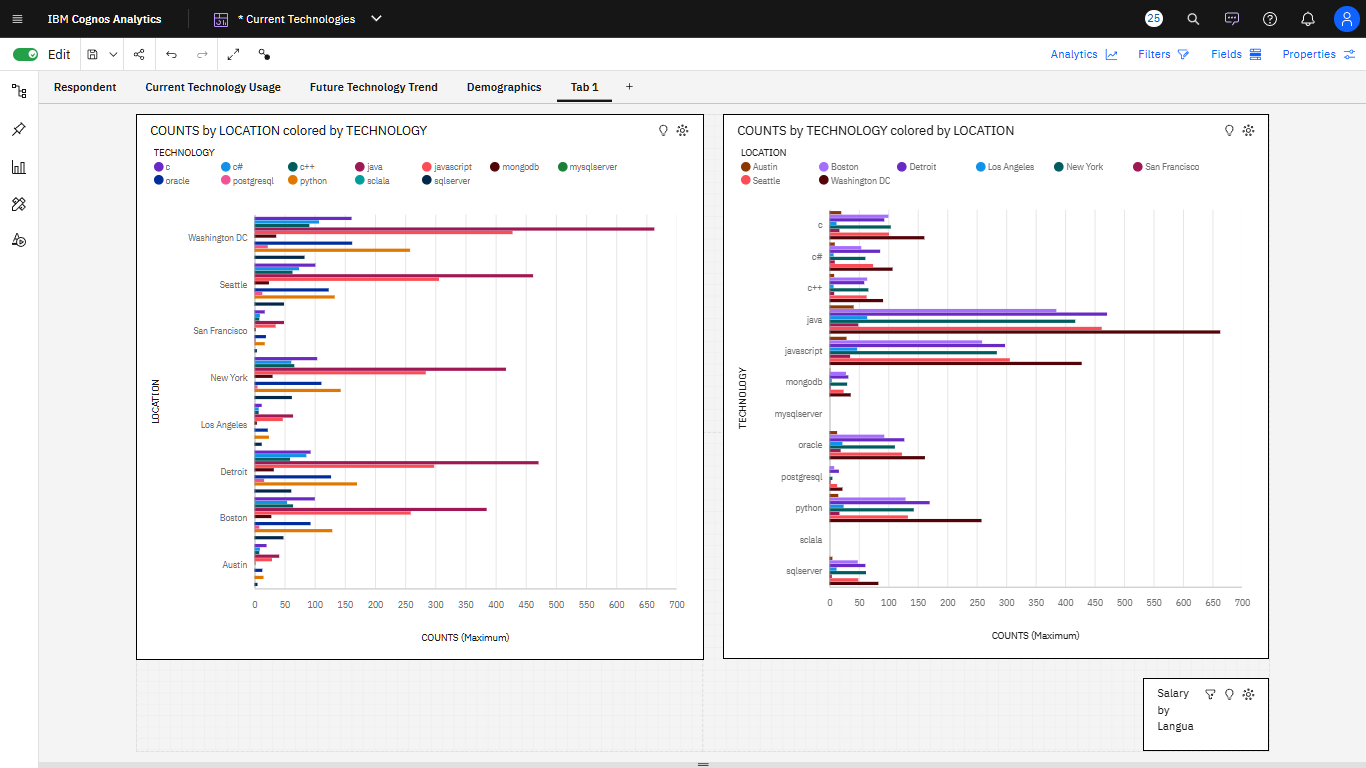 IBM Cognos Analytics
* Current Technologies
25
Edit
Analytics
Filters
Fields
Properties
Respondent
Current Technology Usage
Future Technology Trend
Demographics
Tab 1
+
COUNTS by LOCATION colored by TECHNOLOGY
TECHNOLOGY
c c# c++ java javascript mongodb mysqlserver
oracle postgresql python sclala sqlserver
LOCATION
Washington DC
Seattle
San Francisco
New York
Los Angeles
Detroit
Boston
Austin
0 50 100 150 200 250 300 350 400 450 500 550 600 650 700
COUNTS (Maximum)
COUNTS by TECHNOLOGY colored by LOCATION
LOCATION
Austin Boston Detroit Los Angeles New York San Francisco
Seattle Washington DC
TECHNOLOGY
c
c#
c++
java
javascript
mongodb
mysqlserver
oracle
postgresql
python
sclala
sqlserver
0 50 100 150 200 250 300 350 400 450 500 550 600 650 700
COUNTS (Maximum)
Salary
by
Langua